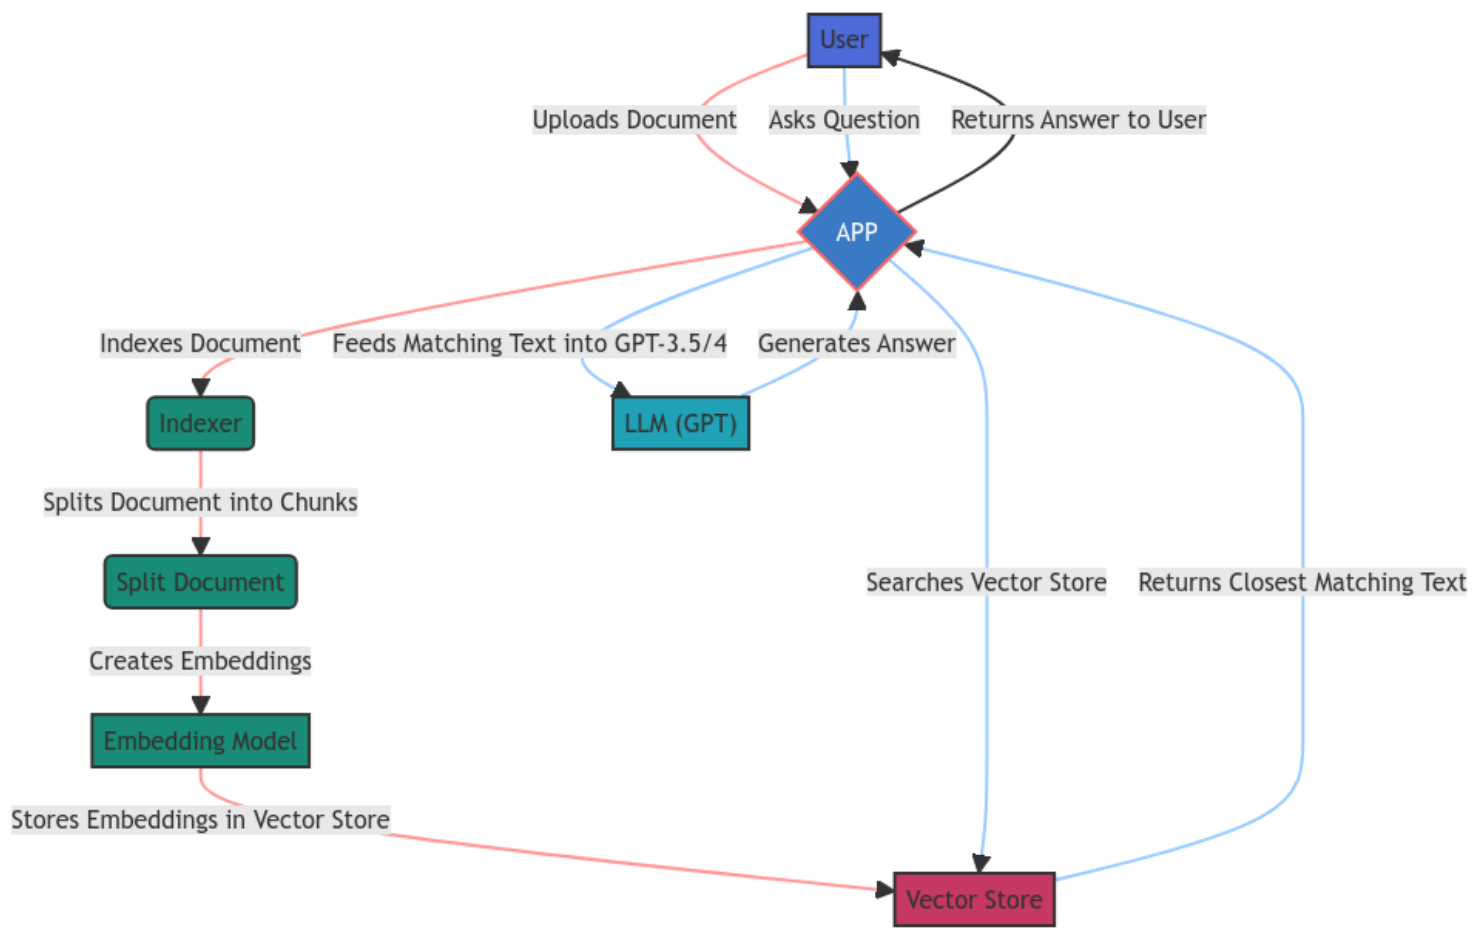 User
Uploads Document
Asks Question
Returns Answer to User
APP
Indexes Document
Feeds Matching Text into GPT-3.5/4
Generates Answer
Indexer
LLM (GPT)
Splits Document into Chunks
Split Document
Searches Vector Store
Returns Closest Matching Text
Creates Embeddings
Embedding Model
Stores Embeddings in Vector Store
Vector Store